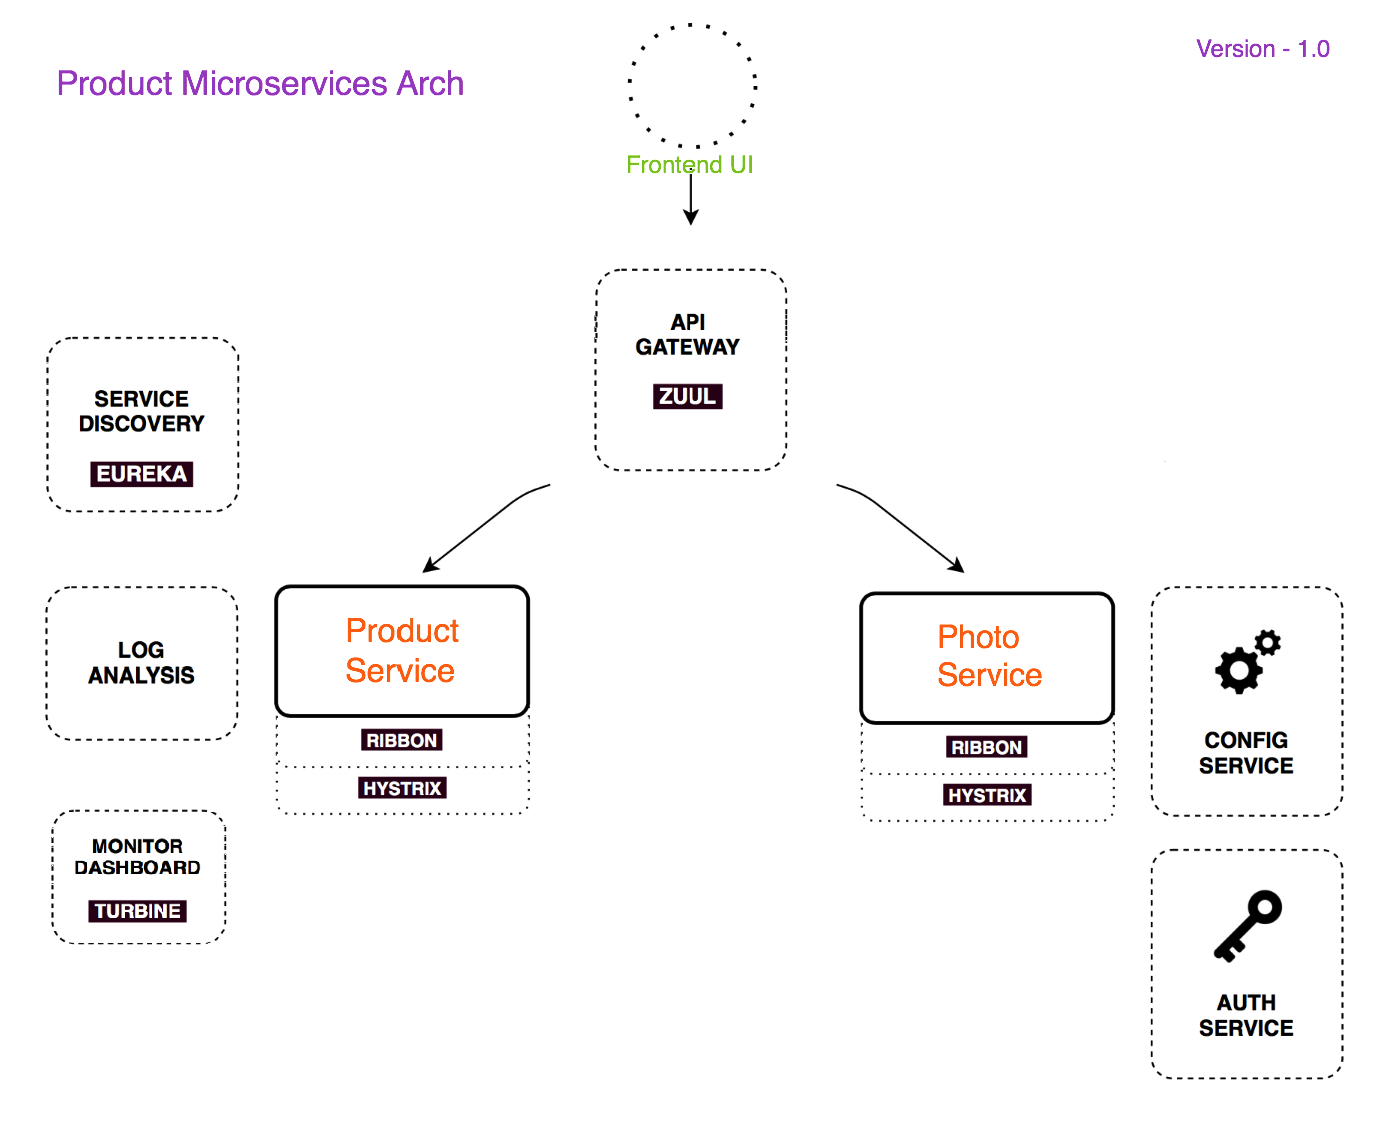 Product Microservices Arch
Version - 1.0
Frontend UI
API
GATEWAY
ZUUL
SERVICE
DISCOVERY
EUREKA
LOG
ANALYSIS
MONITOR
DASHBOARD
TURBINE
Product
Service
RIBBON
HYSTRIX
Photo
Service
RIBBON
HYSTRIX
CONFIG
SERVICE
AUTH
SERVICE